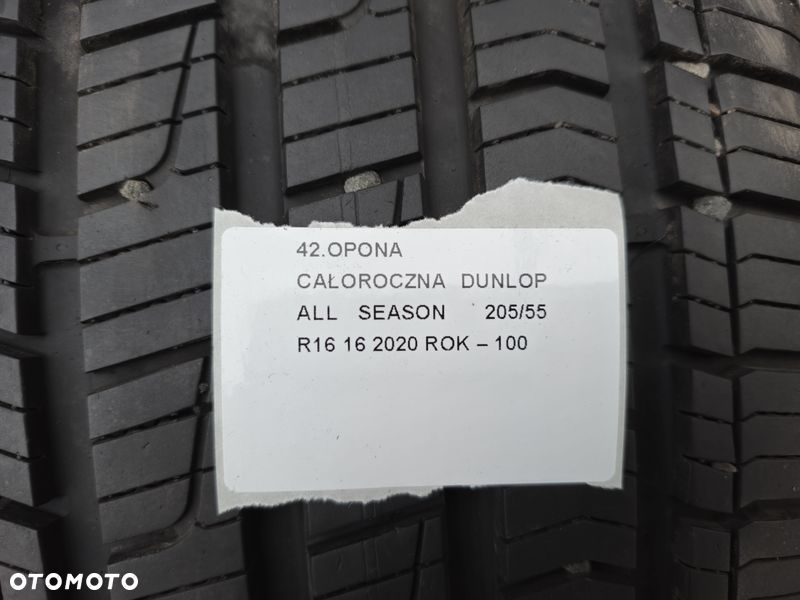 42.OPONA
CAŁOROCZNA DUNLOP
ALL SEASON 205/55
R16 16 2020 ROK – 100
OTOMOTO